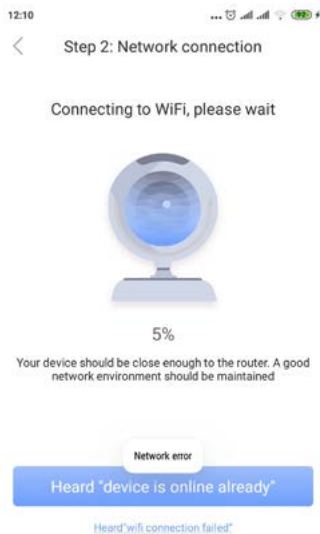 12:10
...
92
Step 2: Network connection
Connecting to WiFi, please wait
5%
Your device should be close enough to the router. A good
network environment should be maintained
Network error
Heard "device is online already"
Heard"wifi connection failed"